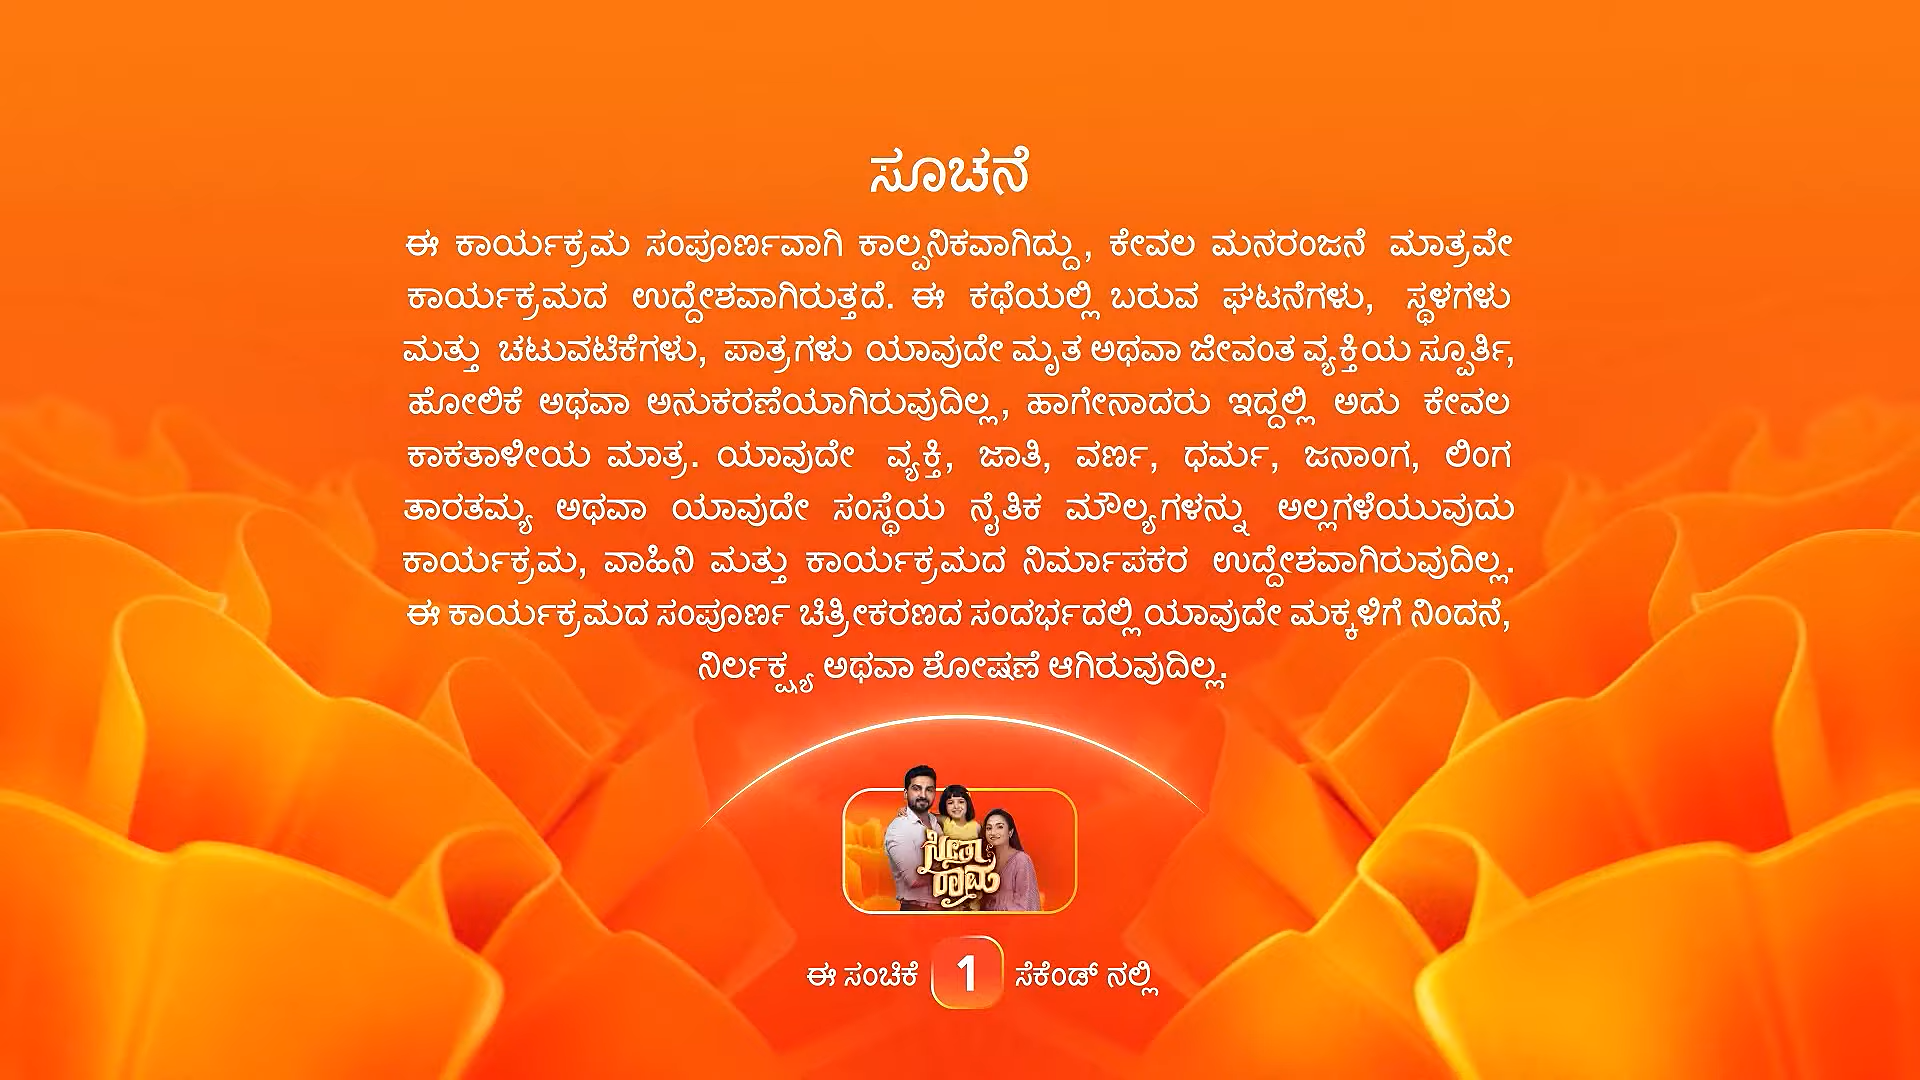 ಸೂಚನೆ
ಈ ಕಾರ್ಯಕ್ರಮ ಸಂಪೂರ್ಣವಾಗಿ ಕಾಲ್ಪನಿಕವಾಗಿದ್ದು, ಕೇವಲ ಮನರಂಜನೆ ಮಾತ್ರವೇ
ಕಾರ್ಯಕ್ರಮದ ಉದ್ದೇಶವಾಗಿರುತ್ತದೆ. ಈ ಕಥೆಯಲ್ಲಿ ಬರುವ ಘಟನೆಗಳು, ಸ್ಥಳಗಳು
ಮತ್ತು ಚಟುವಟಿಕೆಗಳು, ಪಾತ್ರಗಳು ಯಾವುದೇ ಮೃತ ಅಥವಾ ಜೀವಂತ ವ್ಯಕ್ತಿಯ ಸ್ಪೂರ್ತಿ,
ಹೋಲಿಕೆ ಅಥವಾ ಅನುಕರಣೆಯಾಗಿರುವುದಿಲ್ಲ, ಹಾಗೇನಾದರು ಇದ್ದಲ್ಲಿ ಅದು ಕೇವಲ
ಕಾಕತಾಳೀಯ ಮಾತ್ರ. ಯಾವುದೇ ವ್ಯಕ್ತಿ, ಜಾತಿ, ವರ್ಣ, ಧರ್ಮ, ಜನಾಂಗ, ಲಿಂಗ
ತಾರತಮ್ಯ ಅಥವಾ ಯಾವುದೇ ಸಂಸ್ಥೆಯ ನೈತಿಕ ಮೌಲ್ಯಗಳನ್ನು ಅಲ್ಲಗಳೆಯುವುದು
ಕಾರ್ಯಕ್ರಮ, ವಾಹಿನಿ ಮತ್ತು ಕಾರ್ಯಕ್ರಮದ ನಿರ್ಮಾಪಕರ ಉದ್ದೇಶವಾಗಿರುವುದಿಲ್ಲ.
ಈ ಕಾರ್ಯಕ್ರಮದ ಸಂಪೂರ್ಣ ಚಿತ್ರೀಕರಣದ ಸಂದರ್ಭದಲ್ಲಿ ಯಾವುದೇ ಮಕ್ಕಳಿಗೆ ನಿಂದನೆ,
ನಿರ್ಲಕ್ಷ್ಯ ಅಥವಾ ಶೋಷಣೆ ಆಗಿರುವುದಿಲ್ಲ.
ಸೀತಾ
ರಾಮ
ಈ ಸಂಚಿಕೆ 1 ಸೆಕೆಂಡ್ ನಲ್ಲಿ